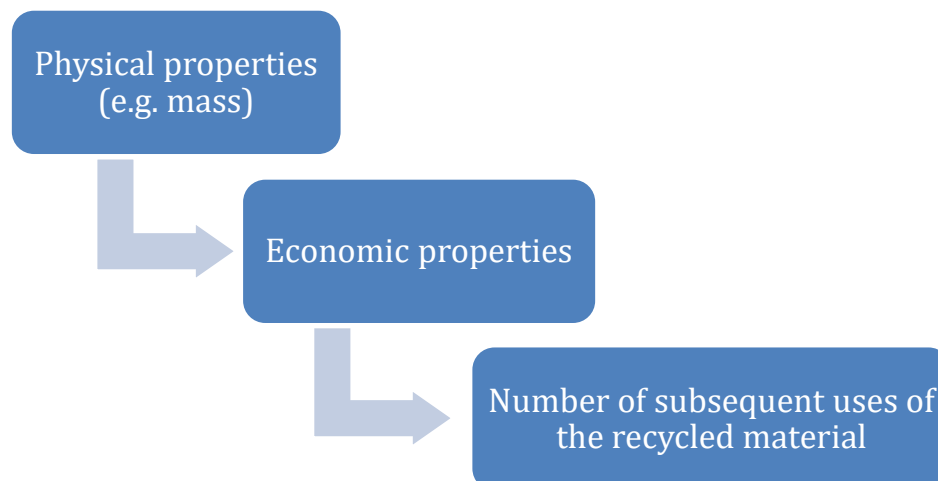 Physical properties
(e.g. mass)
Economic properties
Number of subsequent uses of
the recycled material